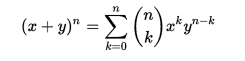 $(x + y)^n = \sum_{k=0}^{n} \binom{n}{k} x^k y^{n-k}$